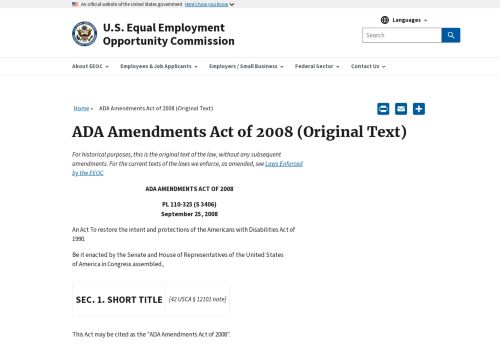 An official website of the United States government Here's how you know
U.S. Equal Employment
Opportunity Commission
Languages
Search
About EEOC
Employees & Job Applicants
Employers / Small Business
Federal Sector
Contact Us
Home » ADA Amendments Act of 2008 (Original Text)
ADA Amendments Act of 2008 (Original Text)
For historical purposes, this is the original text of the law, without any subsequent
amendments. For the current texts of the laws we enforce, as amended, see Laws Enforced
by the EEOC.
ADA AMENDMENTS ACT OF 2008
PL 110-325 (S 3406)
September 25, 2008
An Act To restore the intent and protections of the Americans with Disabilities Act of
1990.
Be it enacted by the Senate and House of Representatives of the United States
of America in Congress assembled,
SEC. 1. SHORT TITLE [42 USCA § 12101 note]
This Act may be cited as the "ADA Amendments Act of 2008".